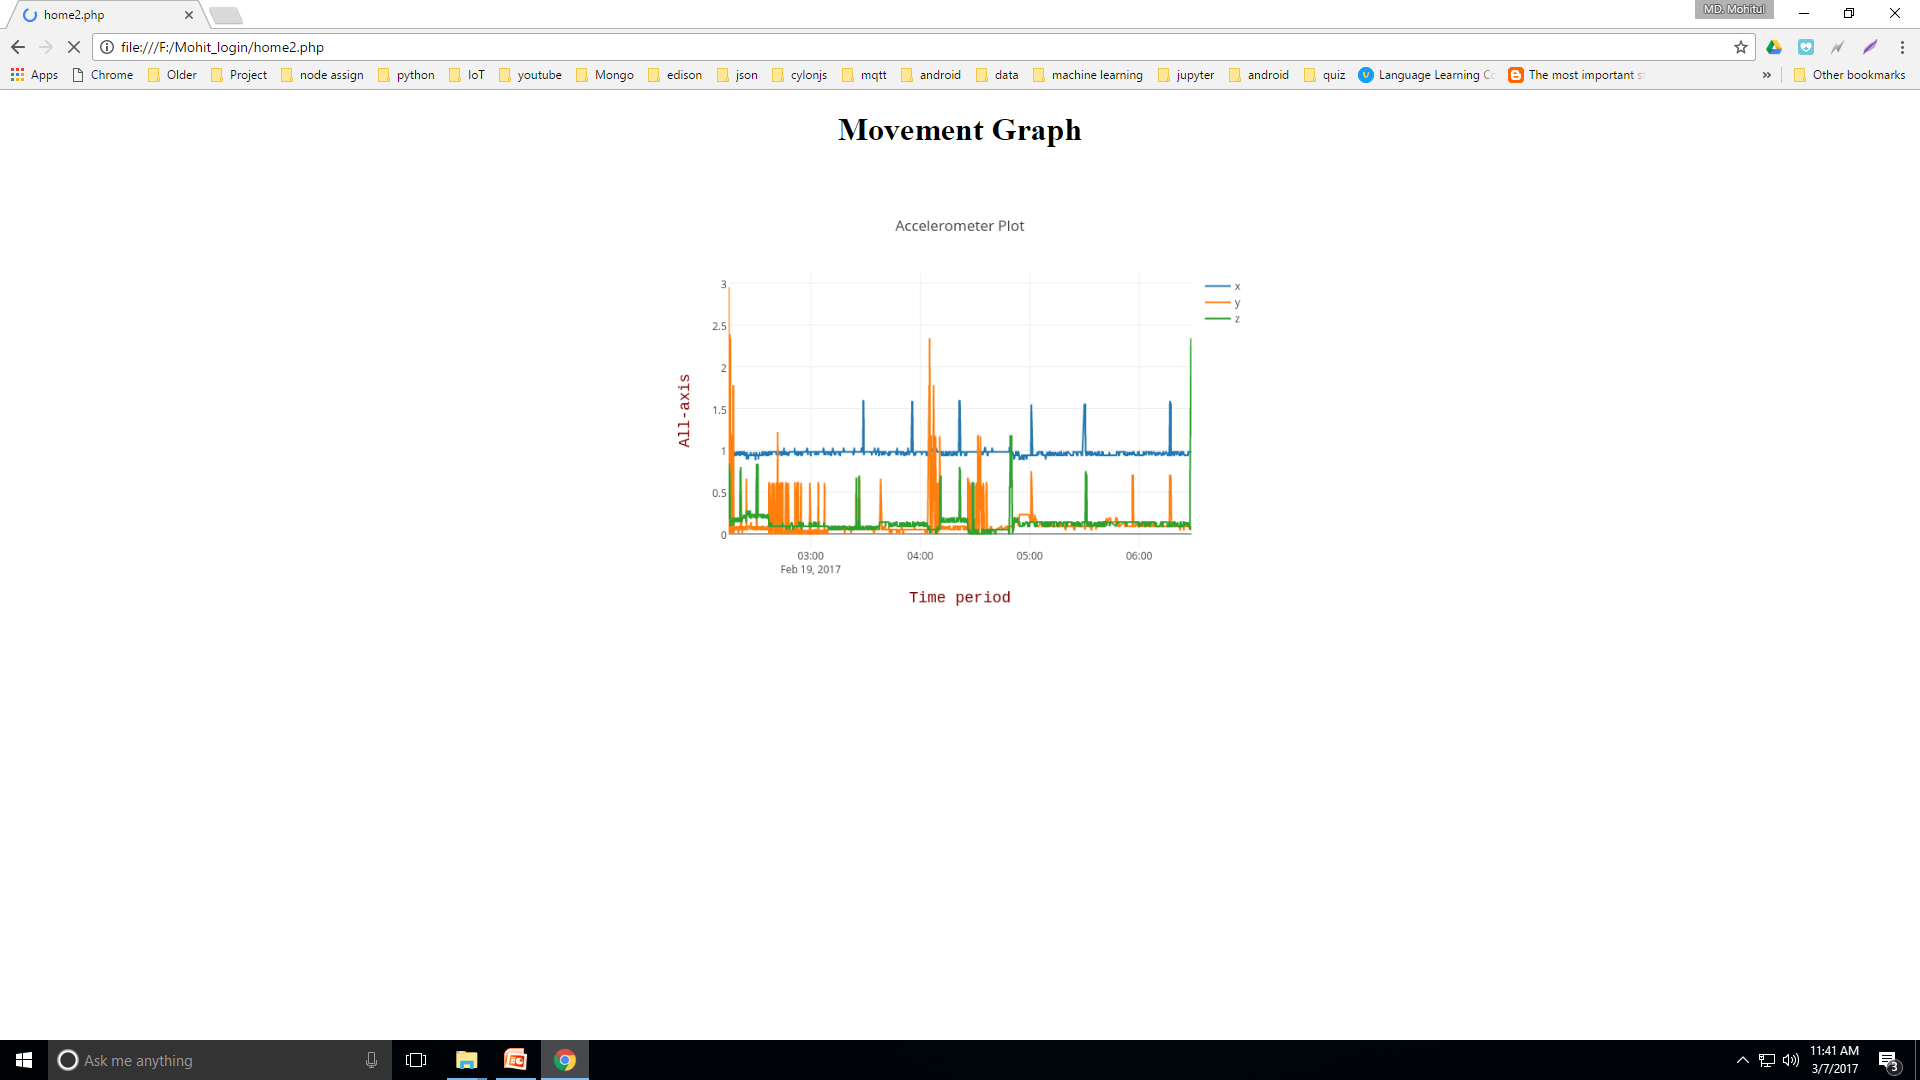 home2.php
MD. Mohitul
file:///F:/Mohit_login/home2.php
Apps Chrome Older Project node assign python IoT youtube Mongo edison json cylonjs mqtt android data machine learning jupyter android quiz Language Learning The most important » Other bookmarks
Movement Graph
Accelerometer Plot
3
2.5
2
1.5
1
0.5
0
All-axis
x
y
z
03:00 04:00 05:00 06:00
Feb 19, 2017
Time period
Ask me anything
11:41 AM
3/7/2017
3